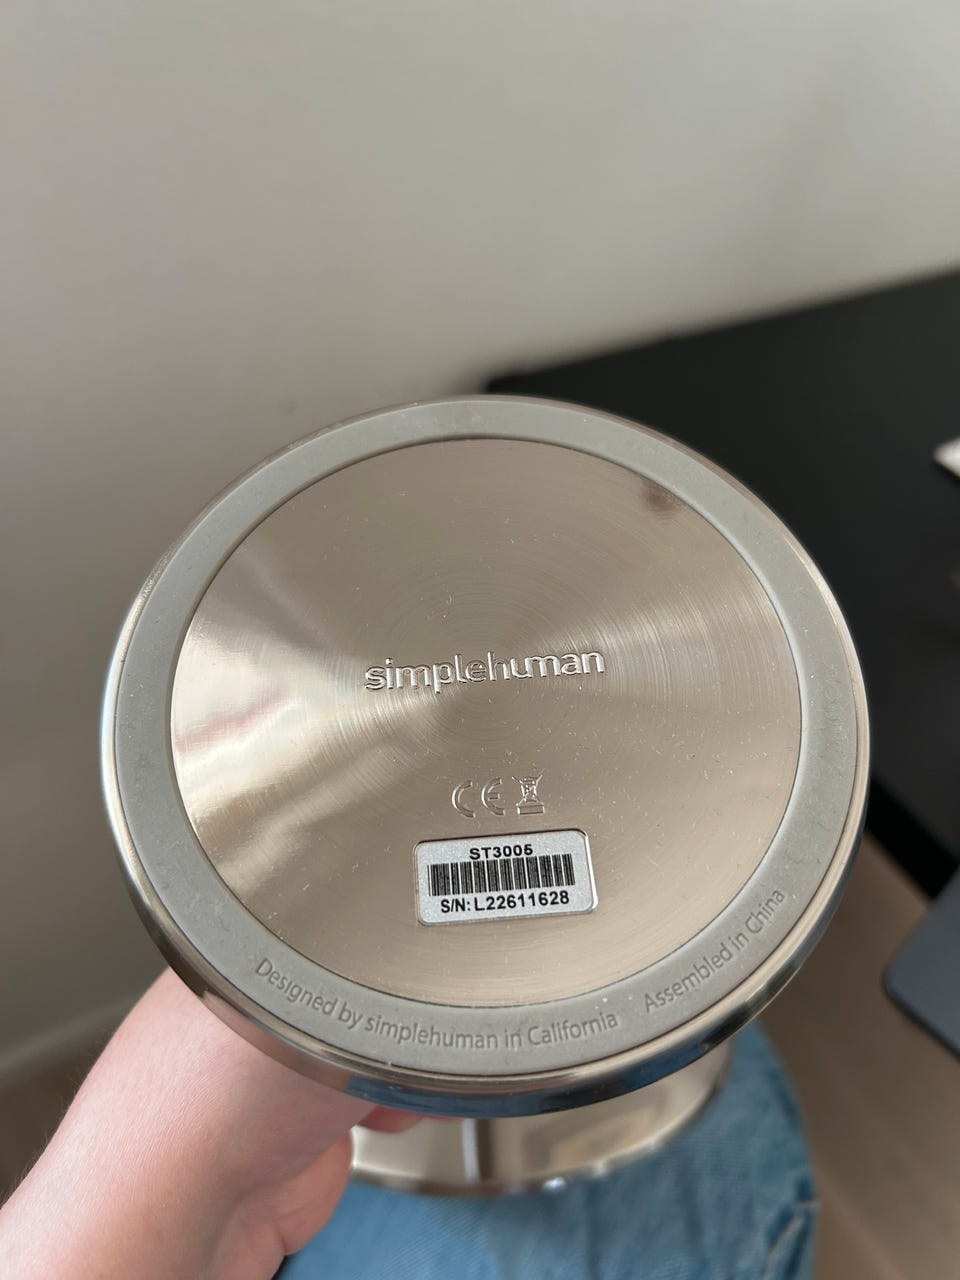 simplehuman
CE
ST3005
S/N: L22611628
Designed by simplehuman in California
Assembled in China